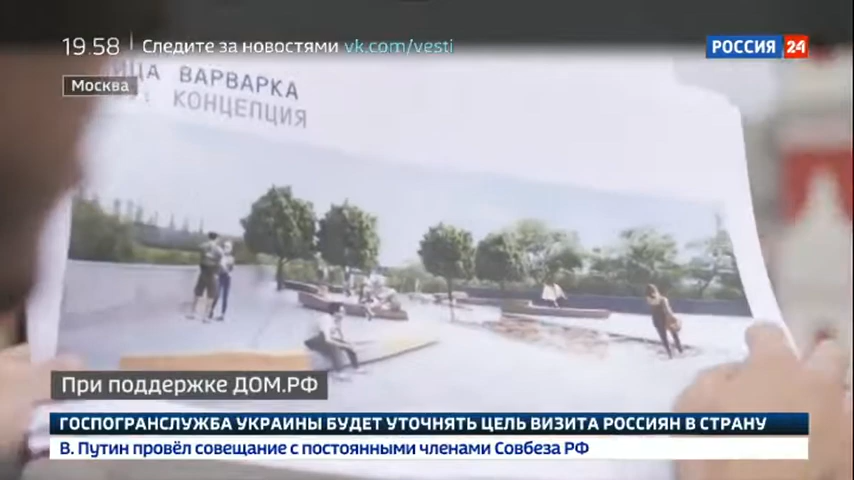 19.58 Следите за новостями vk.com/vesti
РОССИЯ 24
Москва
ВАРВАРКА
КОНЦЕПЦИЯ
При поддержке ДОМ.РФ
ГОСПОГРАНСЛУЖБА УКРАИНЫ БУДЕТ УТОЧНЯТЬ ЦЕЛЬ ВИЗИТА РОССИЯН В СТРАНУ
В. Путин провёл совещание с постоянными членами Совбеза РФ